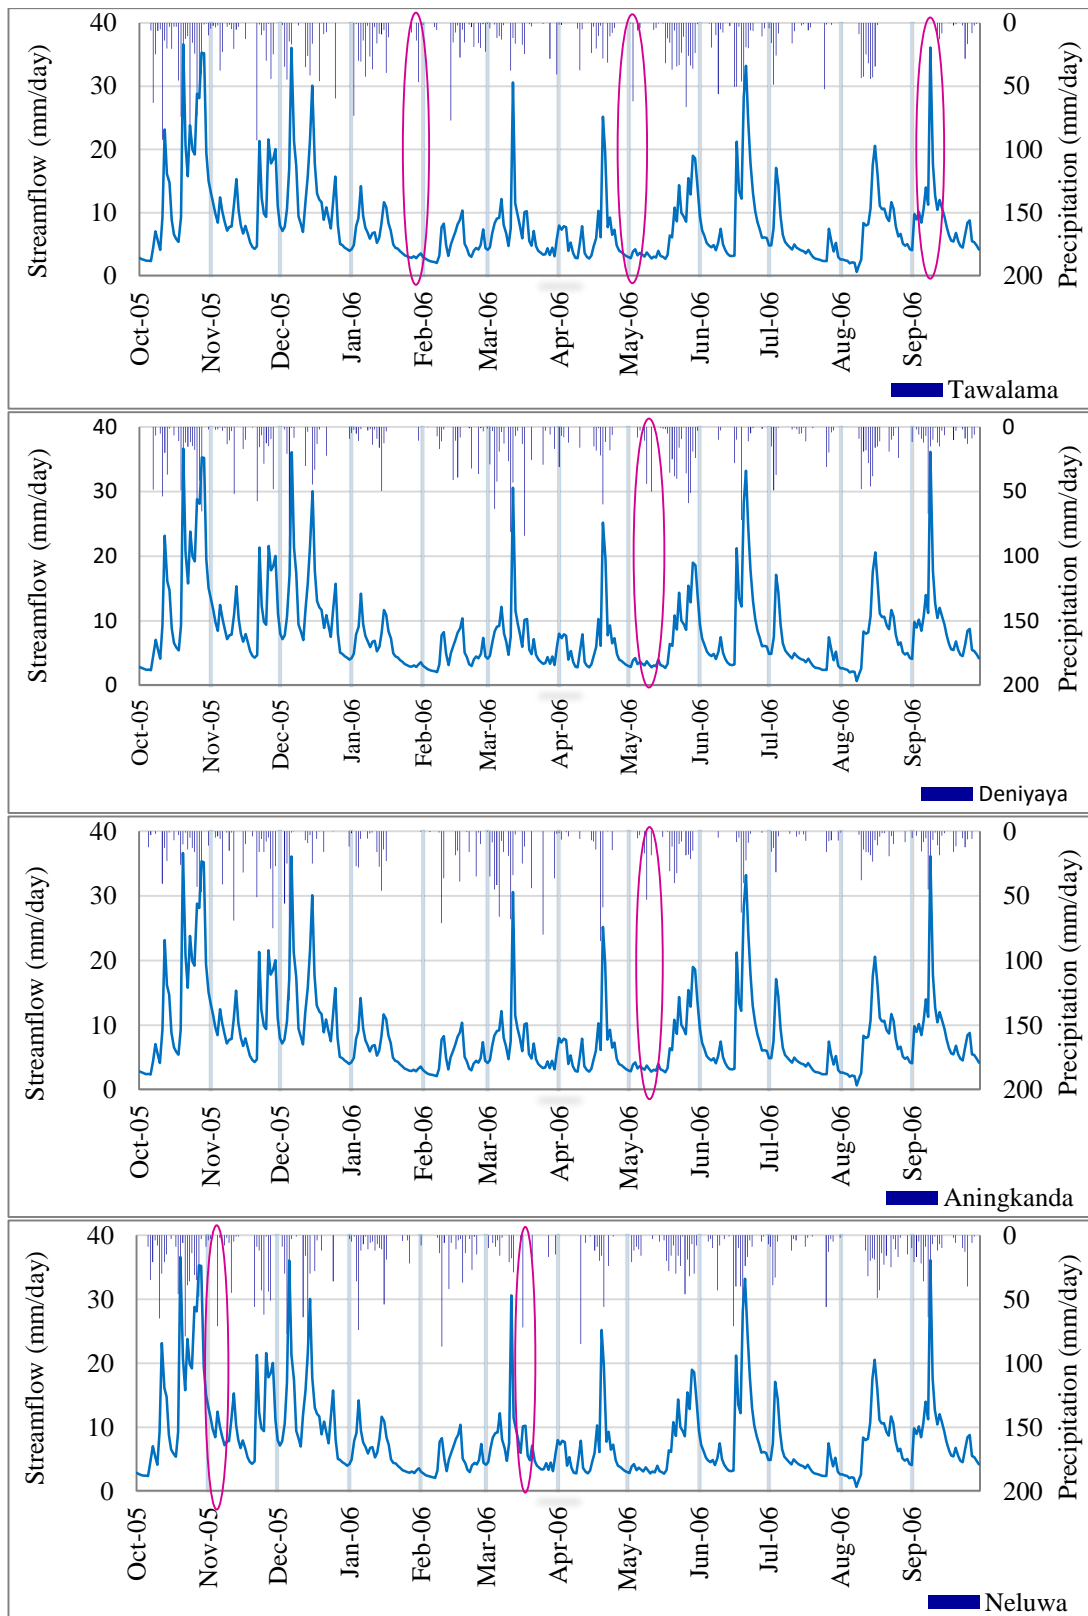 40
30
20
10
0
0
50
100
150
200
Streamflow (mm/day)
Precipitation (mm/day)
Oct-05
Nov-05
Dec-05
Jan-06
Feb-06
Mar-06
Apr-06
May-06
Jun-06
Jul-06
Aug-06
Sep-06
Tawalama
40
30
20
10
0
0
50
100
150
200
Streamflow (mm/day)
Precipitation (mm/day)
Oct-05
Nov-05
Dec-05
Jan-06
Feb-06
Mar-06
Apr-06
May-06
Jun-06
Jul-06
Aug-06
Sep-06
Deniyaya
40
30
20
10
0
0
50
100
150
200
Streamflow (mm/day)
Precipitation (mm/day)
Oct-05
Nov-05
Dec-05
Jan-06
Feb-06
Mar-06
Apr-06
May-06
Jun-06
Jul-06
Aug-06
Sep-06
Aningkanda
40
30
20
10
0
0
50
100
150
200
Streamflow (mm/day)
Precipitation (mm/day)
Oct-05
Nov-05
Dec-05
Jan-06
Feb-06
Mar-06
Apr-06
May-06
Jun-06
Jul-06
Aug-06
Sep-06
Neluwa